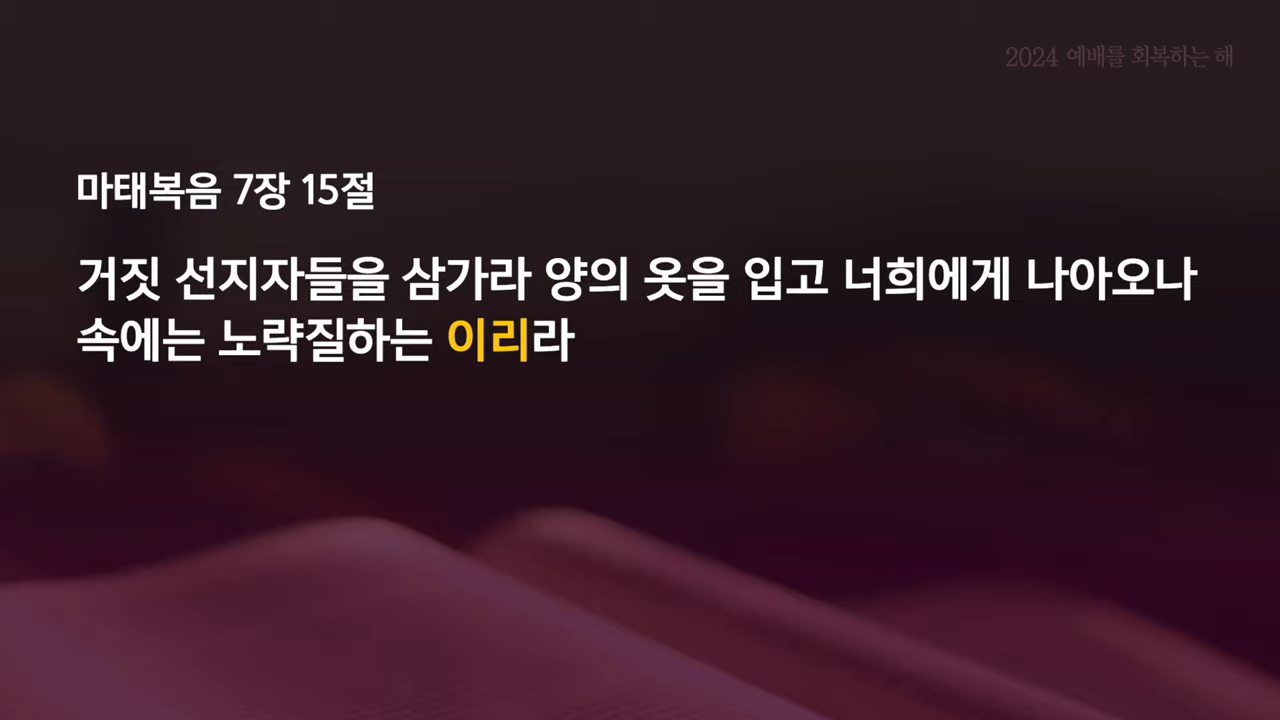 2024 예배를 회복하는 해
마태복음 7장 15절
거짓 선지자들을 삼가라 양의 옷을 입고 너희에게 나아오나
속에는 노략질하는 이리라